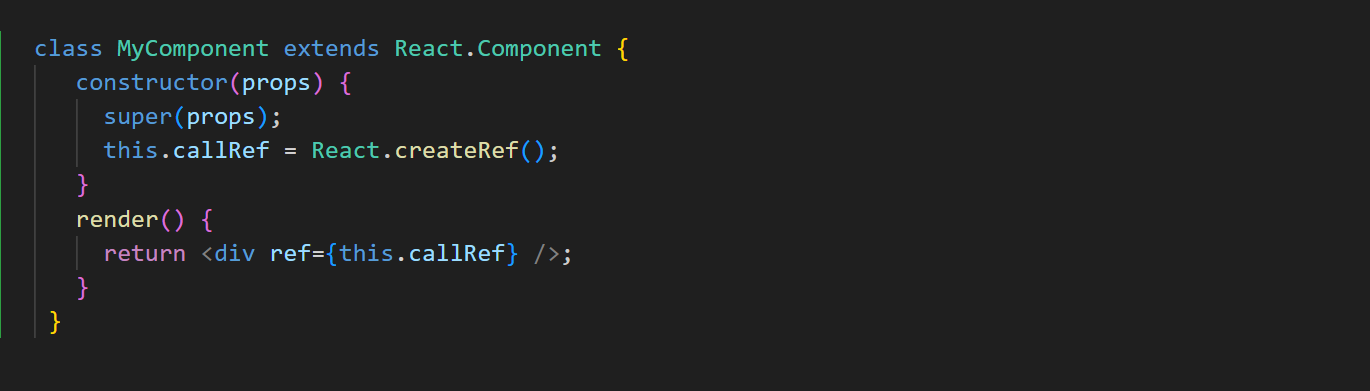 class MyComponent extends React.Component {
constructor(props) {
super(props);
this.callRef = React.createRef();
}
render() {
return <div ref={this.callRef} />;
}
}